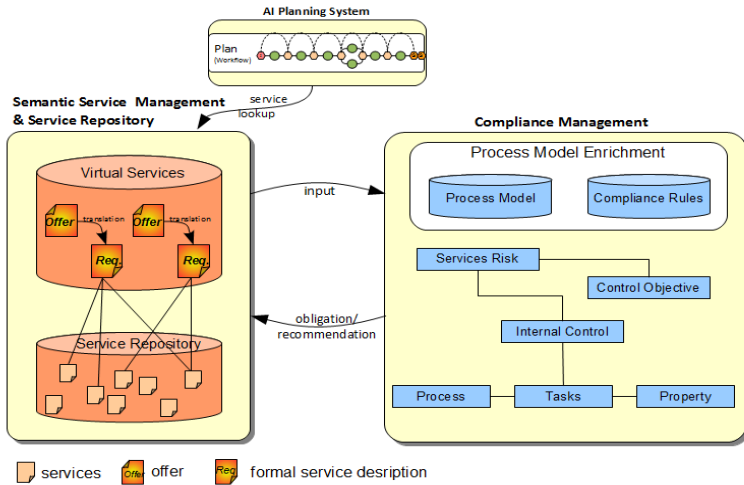 AI Planning System
Plan
(Workflow)
service
lookup
Semantic Service Management
& Service Repository
Compliance Management
Virtual Services
Offer
translation
Offer
translation
Req.
Req.
Service Repository
input
obligation/
recommendation
Process Model Enrichment
Process Model
Compliance Rules
Services Risk
Control Objective
Internal Control
Process
Tasks
Property
services
Offer
offer
Req
formal service desription